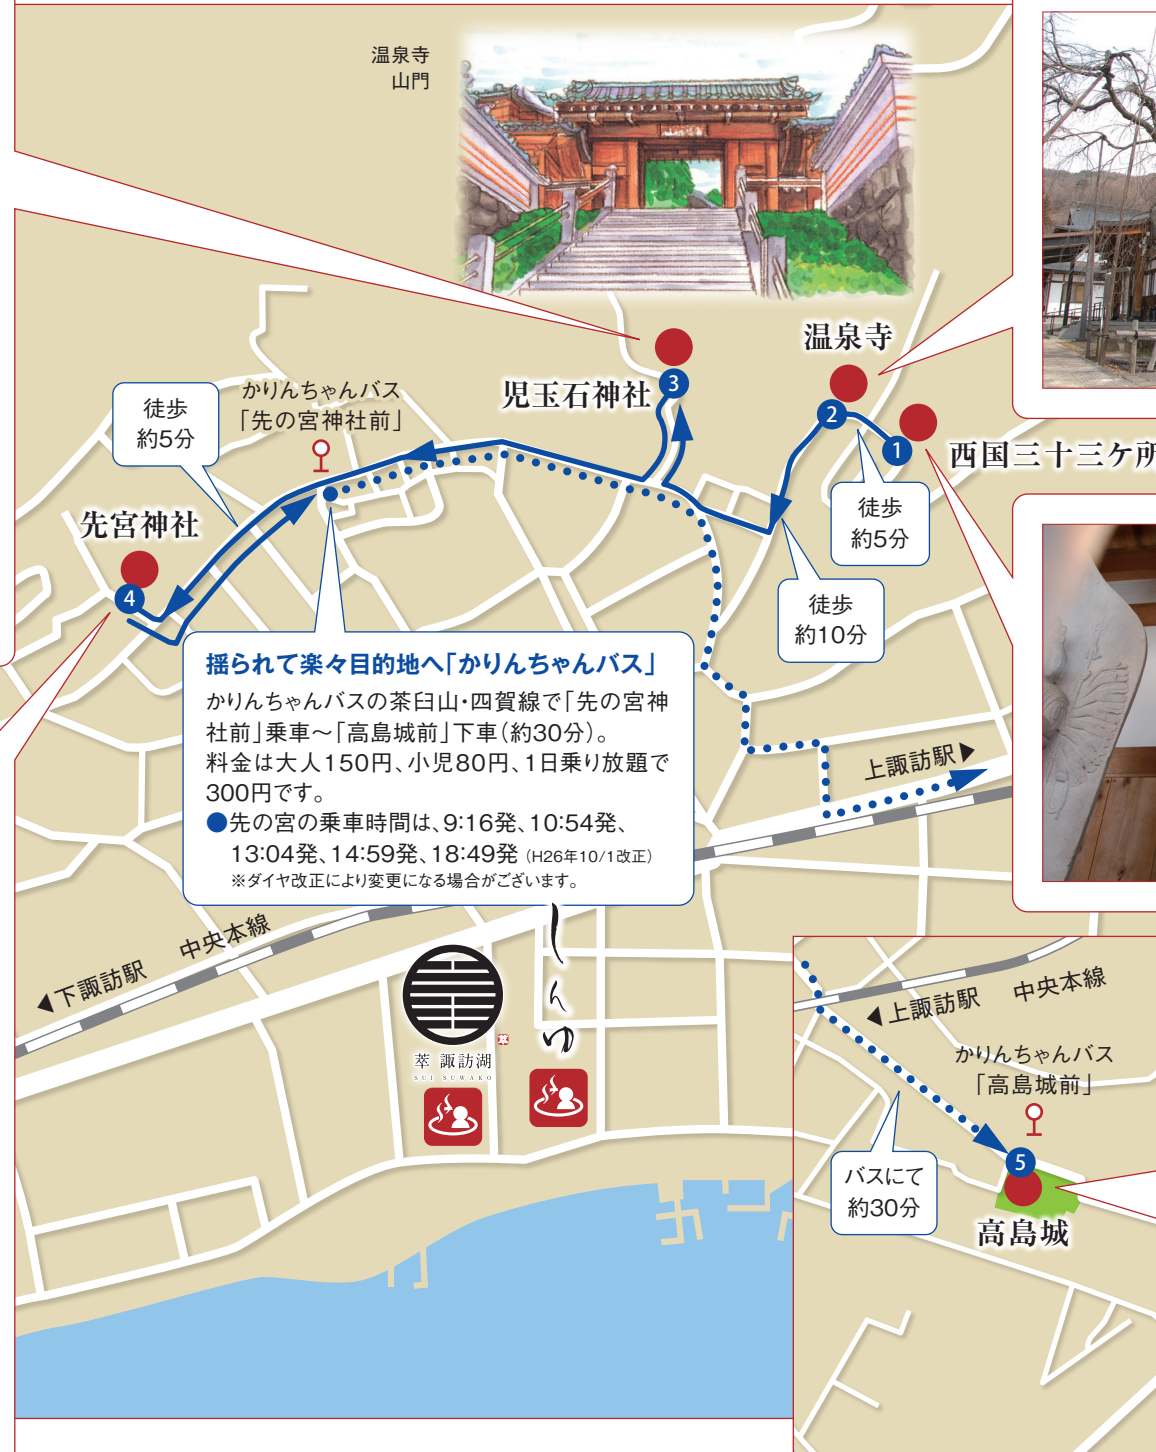 温泉寺
山門
温泉寺
3
児玉石神社
2
1
西国三十三ケ所
徒歩
約5分
かりんちゃんバス
「先の宮神社前」
徒歩
約5分
先宮神社
4
徒歩
約10分
揺られて楽々目的地へ「かりんちゃんバス」
かりんちゃんバスの茶臼山・四賀線で「先の宮神
社前」乗車～「高島城前」下車(約30分)。
料金は大人150円、小児80円、1日乗り放題で
300円です。
●先の宮の乗車時間は、9:16発、10:54発、
13:04発、14:59発、18:49発 (H26年10/1改正)
※ダイヤ改正により変更になる場合がございます。
上諏訪駅▶
中央本線
◀下諏訪駅
しんゆ
萃 諏訪湖
SUI SUWAKO
◀上諏訪駅
中央本線
かりんちゃんバス
「高島城前」
5
バスにて
約30分
高島城